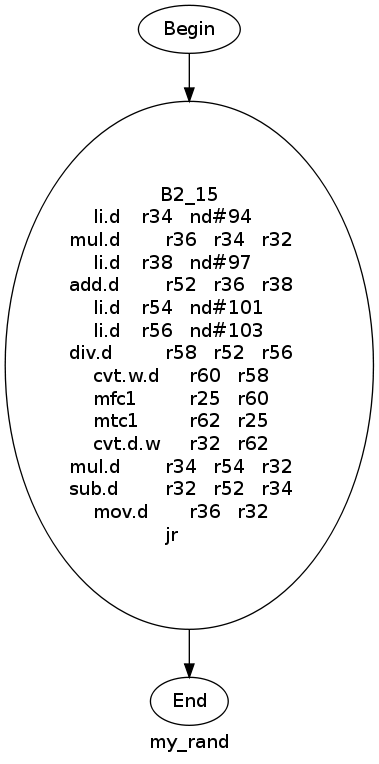 Begin
B2_15
li.d r34 nd#94
mul.d r36 r34 r32
li.d r38 nd#97
add.d r52 r36 r38
li.d r54 nd#101
li.d r56 nd#103
div.d r58 r52 r56
cvt.w.d r60 r58
mfc1 r25 r60
mtc1 r62 r25
cvt.d.w r32 r62
mul.d r34 r54 r32
sub.d r32 r52 r34
mov.d r36 r32
jr
End
my_rand